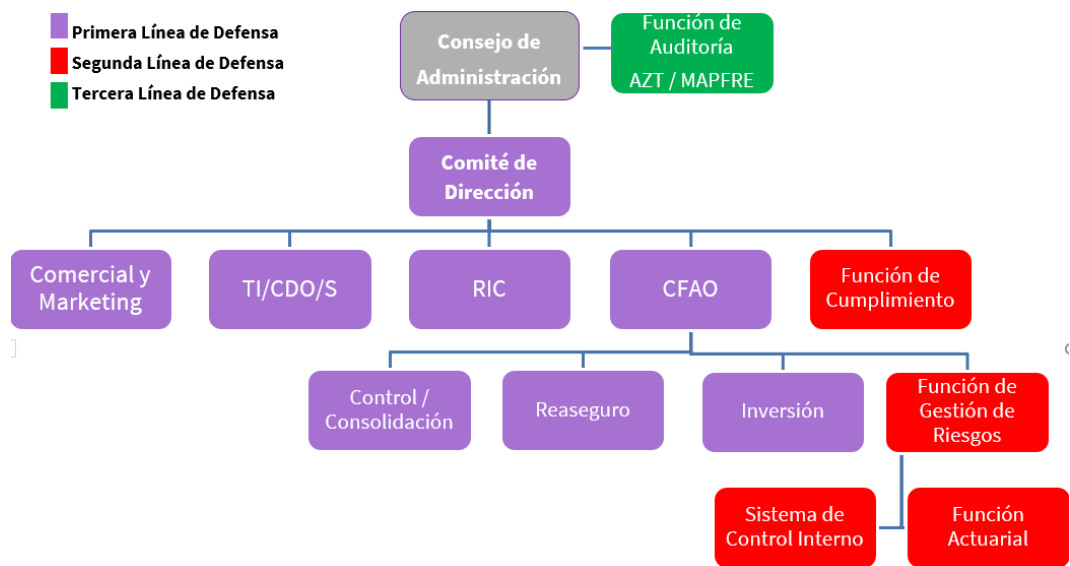 Primera Línea de Defensa
Segunda Línea de Defensa
Tercera Línea de Defensa
Consejo de
Administración
Función de
Auditoría
AZT / MAPFRE
Comité de
Dirección
Comercial y
Marketing
TI/CDO/S
RIC
CFAO
Función de
Cumplimiento
Control /
Consolidación
Reaseguro
Inversión
Función de
Gestión de
Riesgos
Sistema de
Control Interno
Función
Actuarial